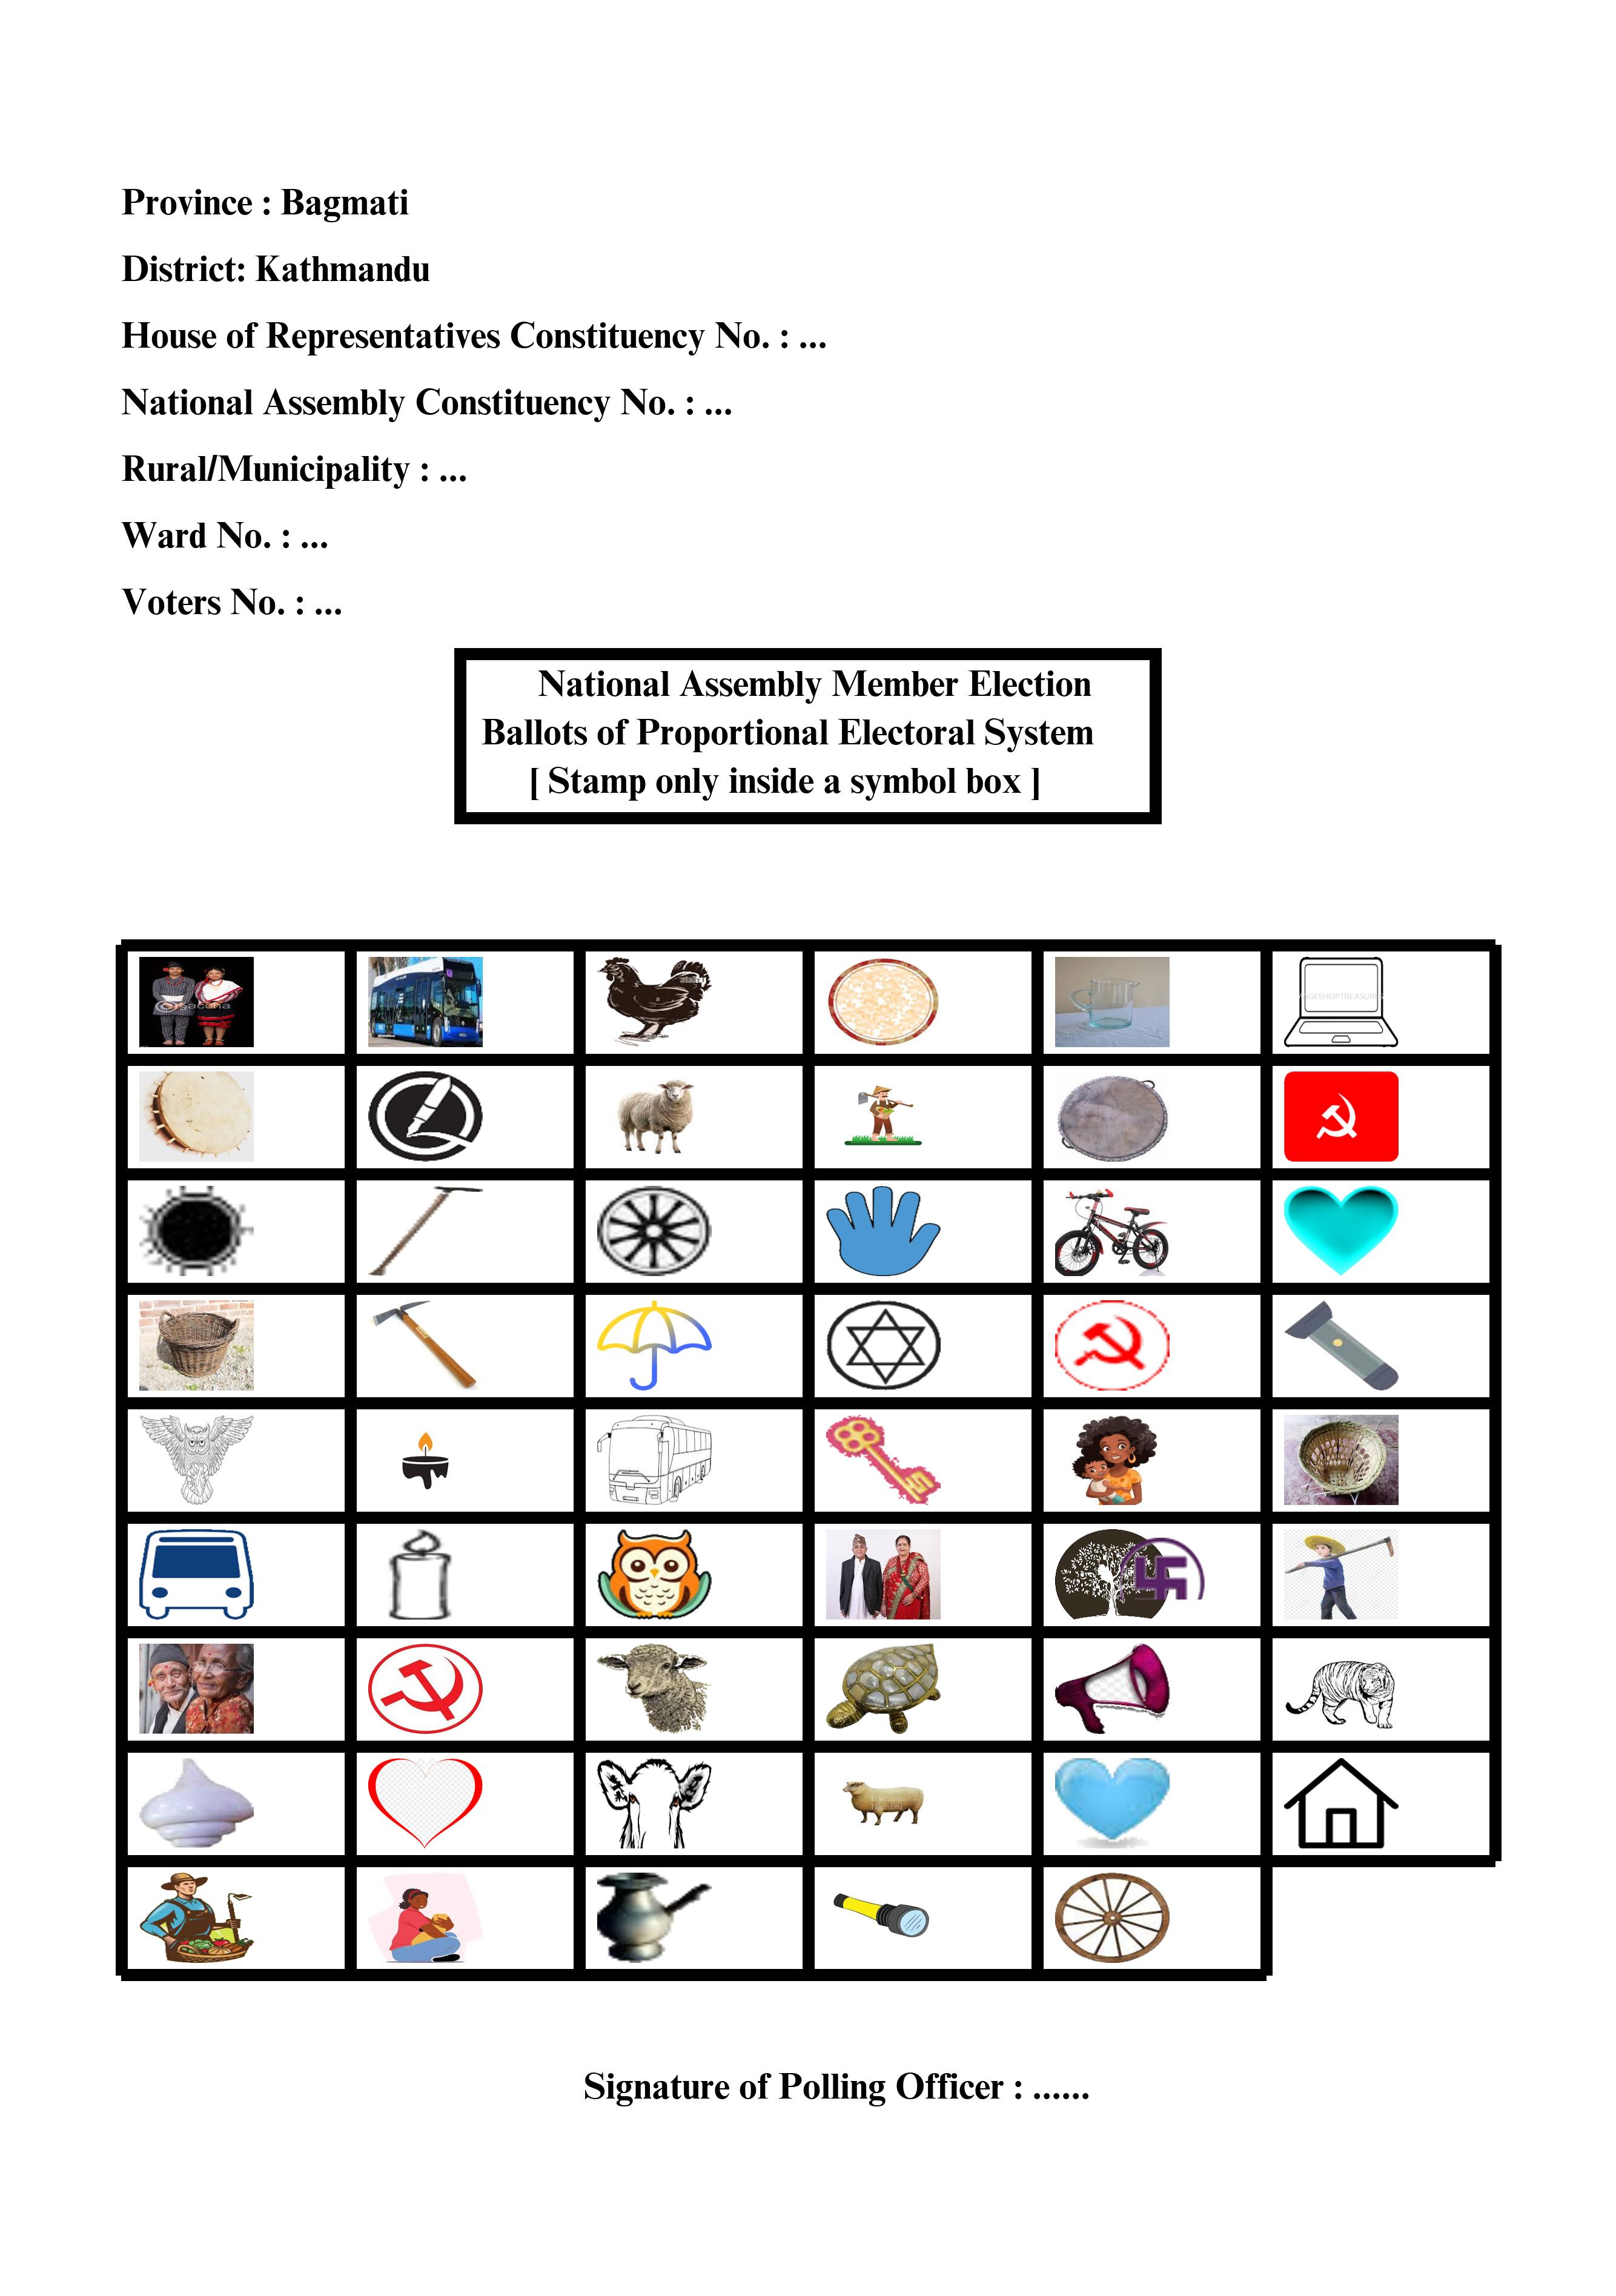 Province : Bagmati
District: Kathmandu
House of Representatives Constituency No. : ...
National Assembly Constituency No. : ...
Rural/Municipality : ...
Ward No. : ...
Voters No. : ...
National Assembly Member Election
Ballots of Proportional Electoral System
[ Stamp only inside a symbol box ]
Signature of Polling Officer : ......